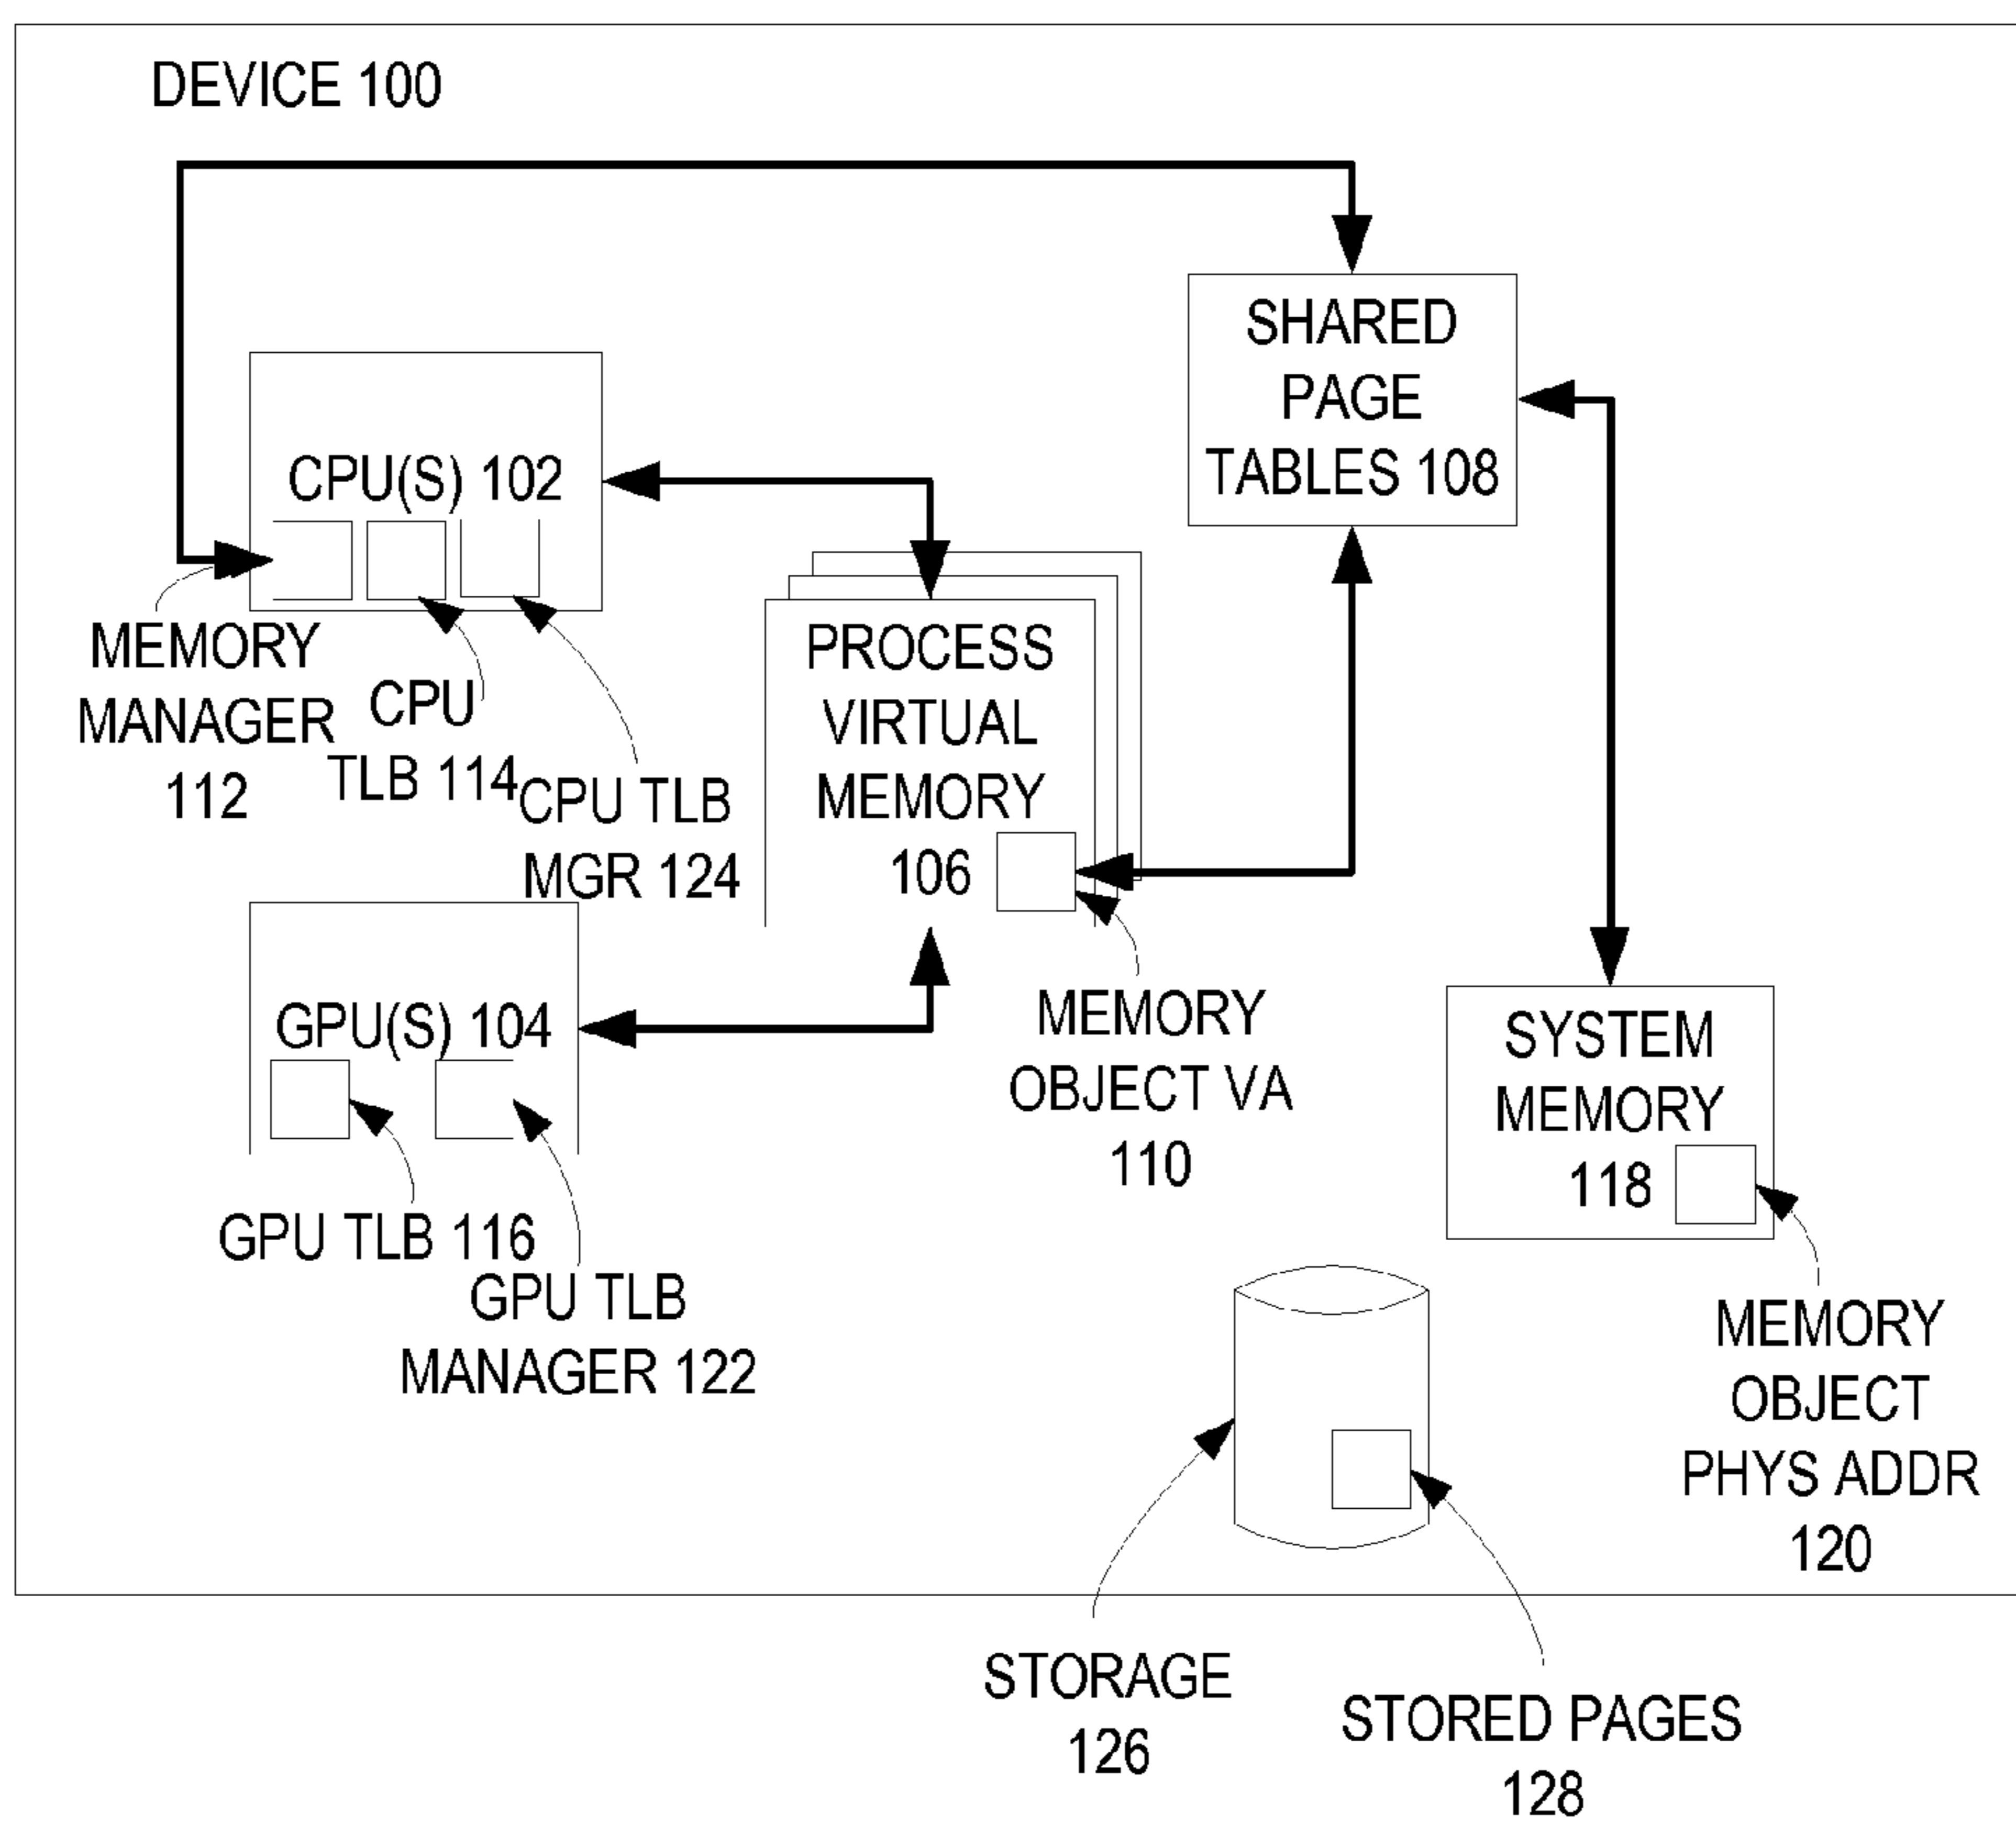 DEVICE 100
SHARED
PAGE
TABLES 108
CPU(S) 102
MEMORY
MANAGER
112
CPU
TLB 114
CPU TLB
MGR 124
PROCESS
VIRTUAL
MEMORY
106
GPU(S) 104
MEMORY
OBJECT VA
110
SYSTEM
MEMORY
118
GPU TLB 116
GPU TLB
MANAGER 122
MEMORY
OBJECT
PHYS ADDR
120
STORAGE
126
STORED PAGES
128